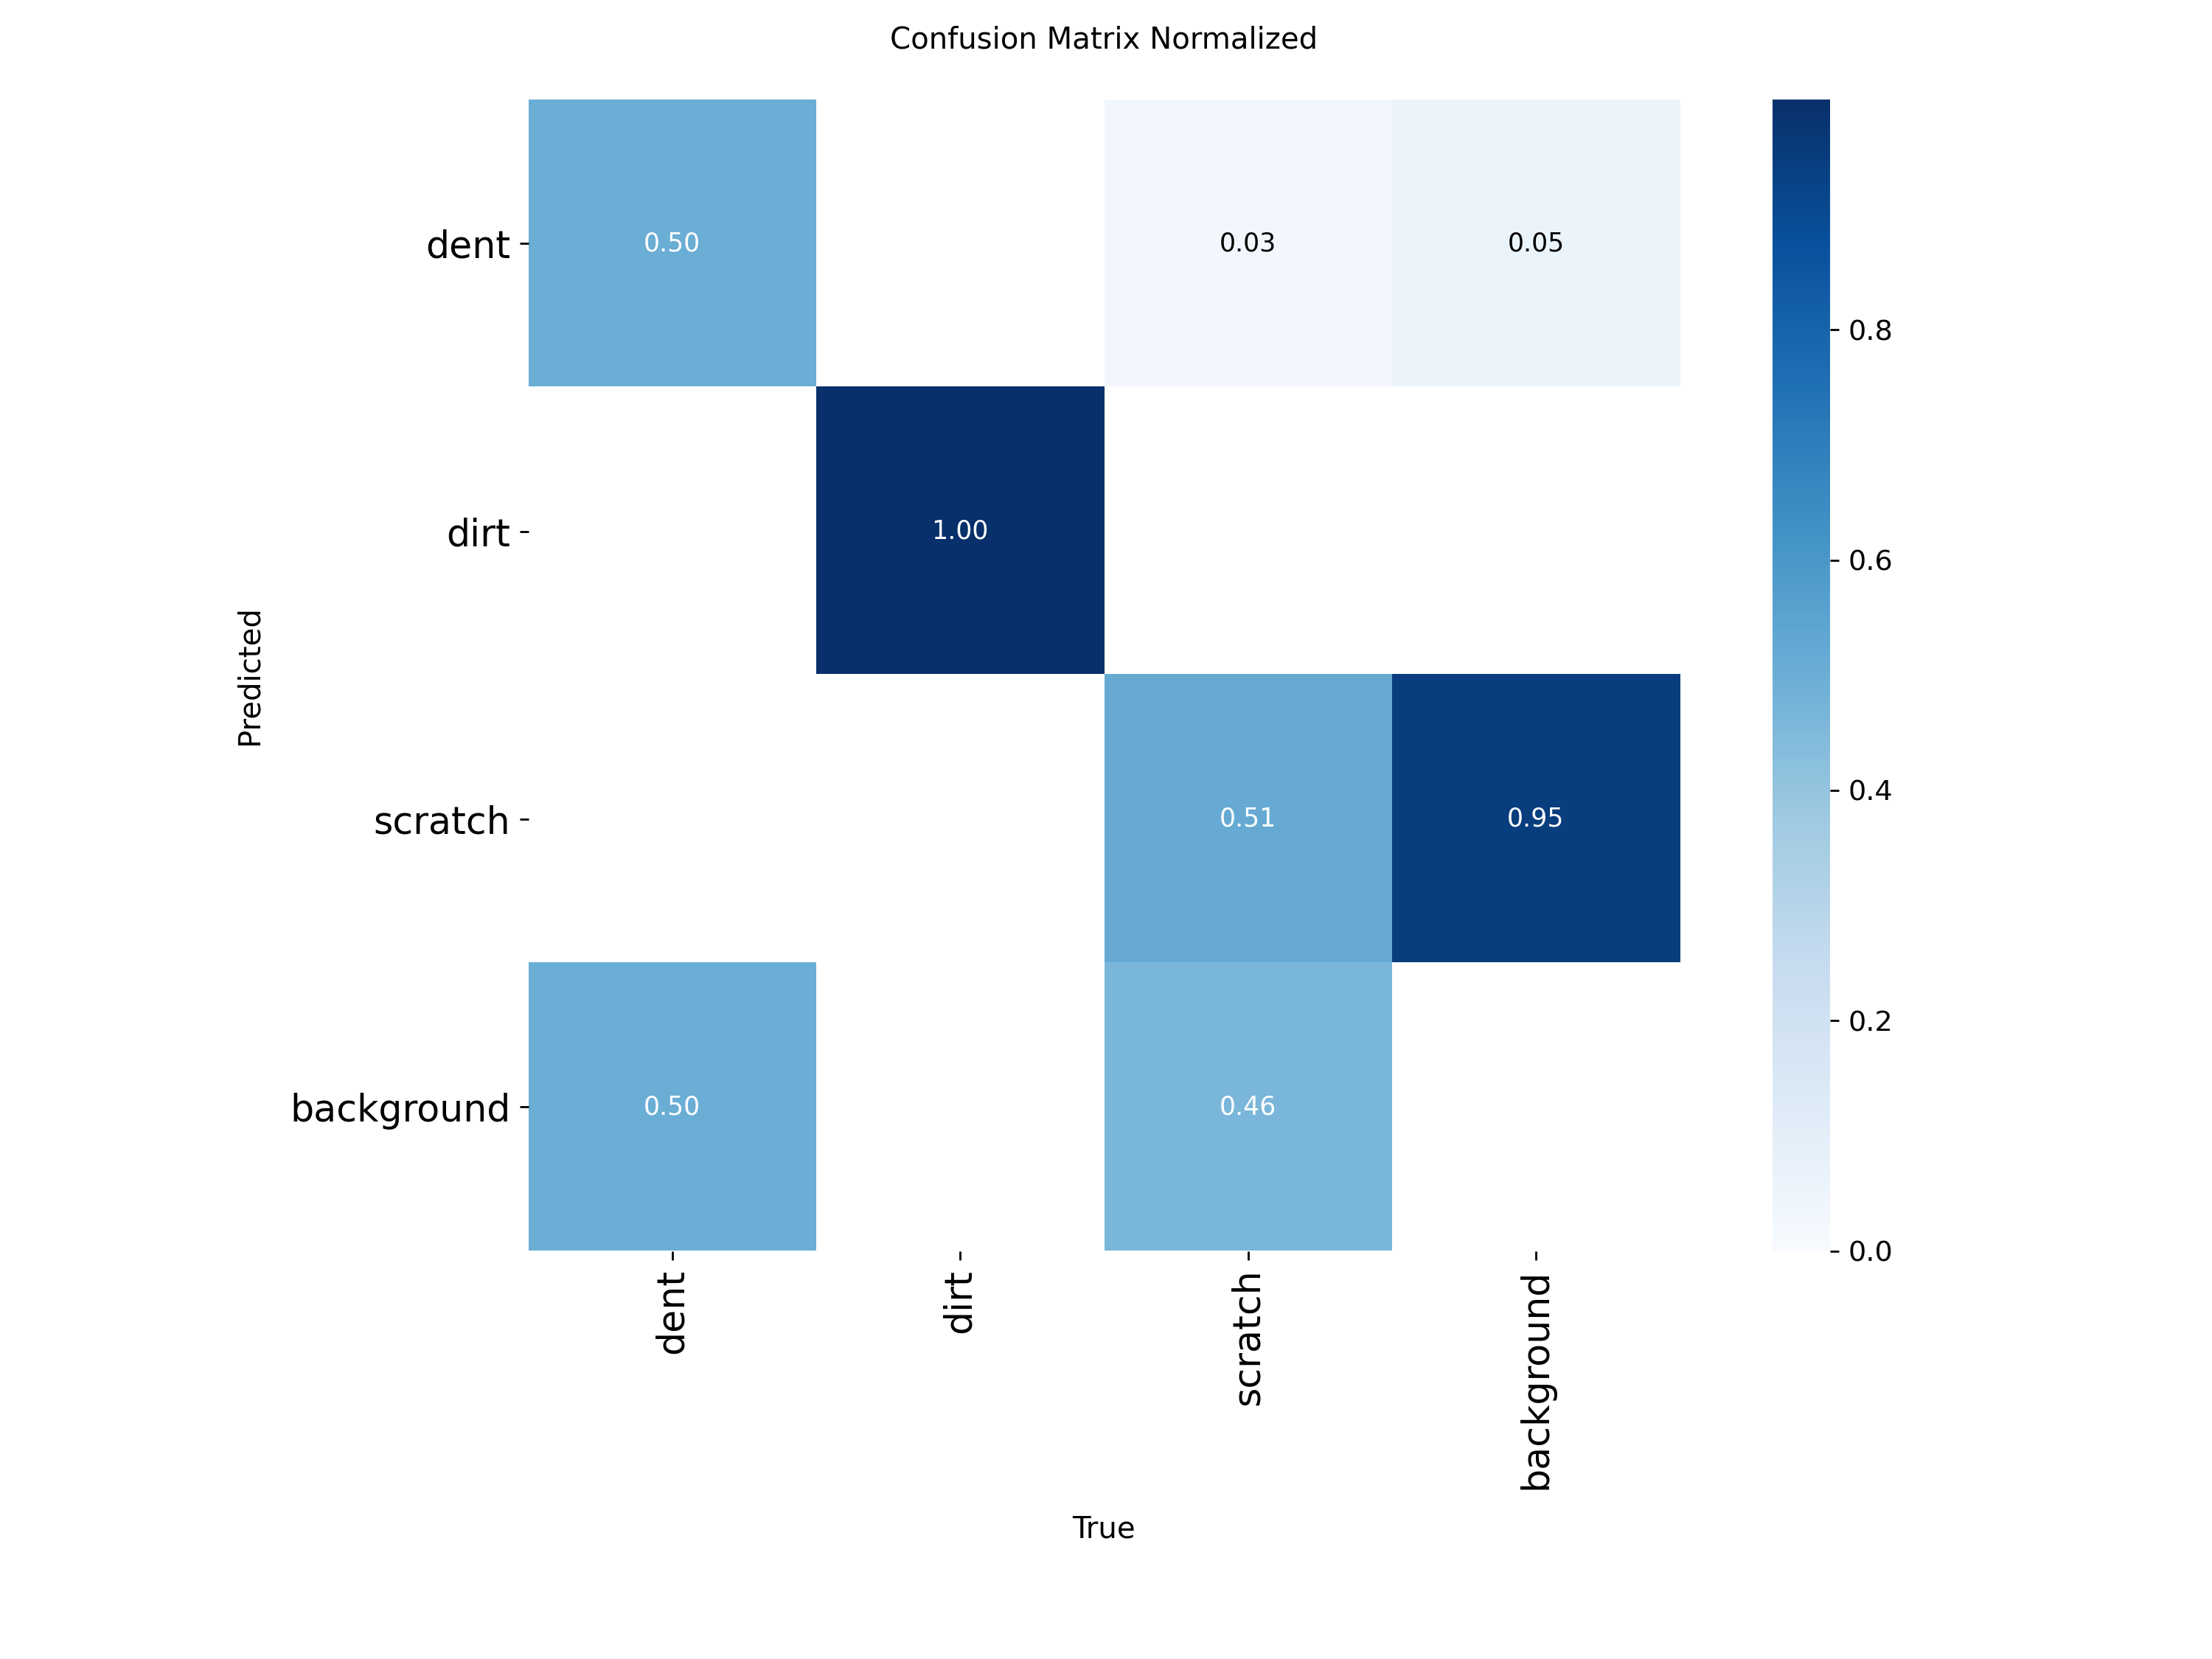 Confusion Matrix Normalized
dent
0.50
0.03
0.05
dirt
1.00
scratch
0.51
0.95
background
0.50
0.46
Predicted
dent
dirt
scratch
background
True
0.8
0.6
0.4
0.2
0.0